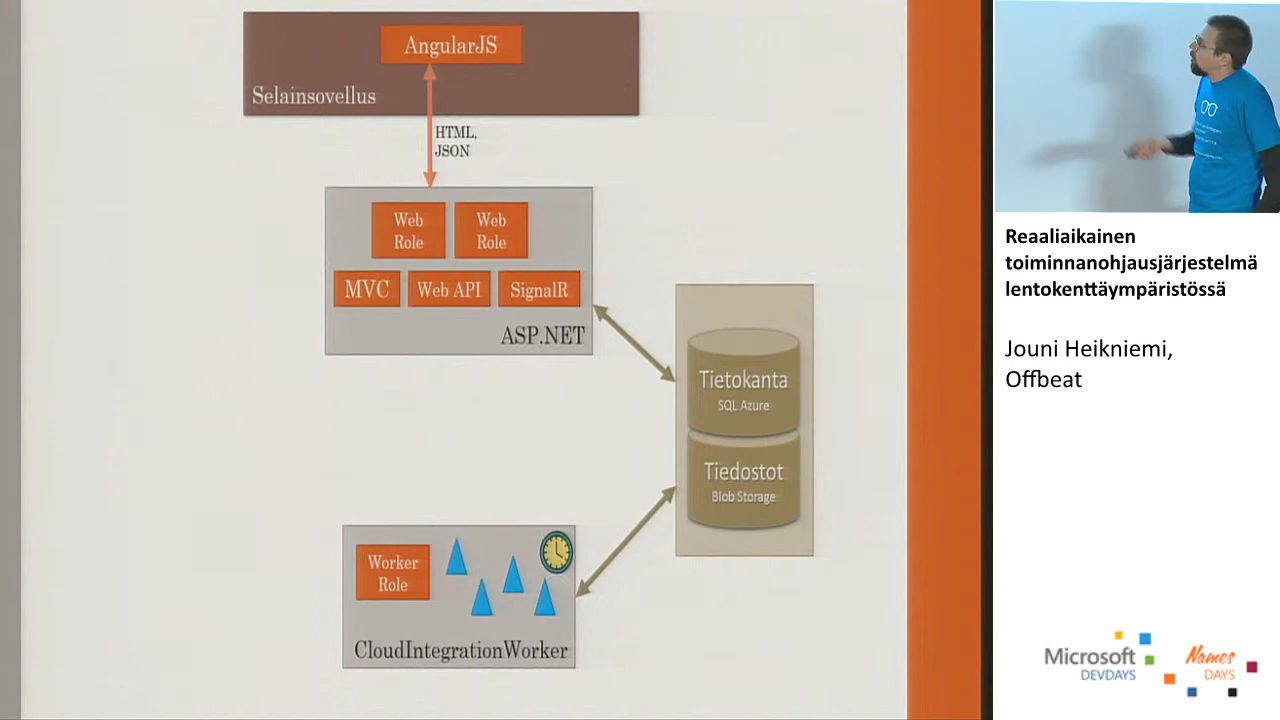 AngularJS
Selainsovellus
HTML,
JSON
Web
Role
Web
Role
MVC
Web API
SignalR
ASP.NET
Tietokanta
SQL Azure
Tiedostot
Blob Storage
Worker
Role
CloudIntegrationWorker
Reaaliaikainen
toiminnanohjausjärjestelmä
lentokenttäympäristössä
Jouni Heikniemi,
Offbeat
Microsoft
DEVDAYS
Names
DAYS